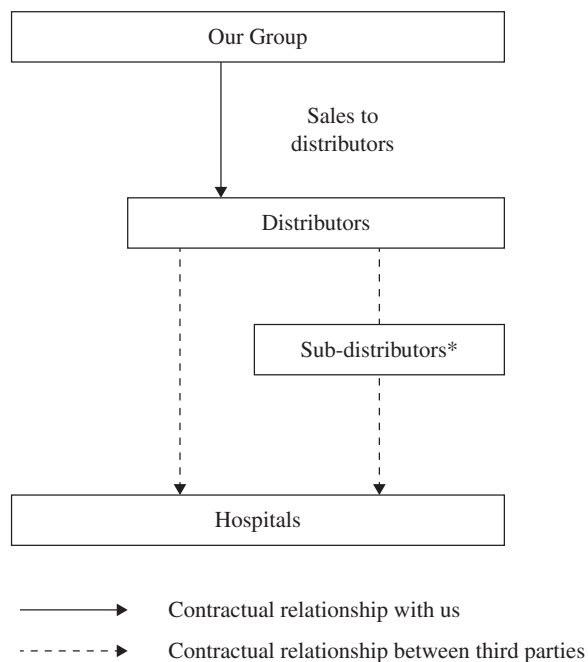 Our Group
Sales to
distributors
Distributors
Sub-distributors*
Hospitals
Contractual relationship with us
Contractual relationship between third parties